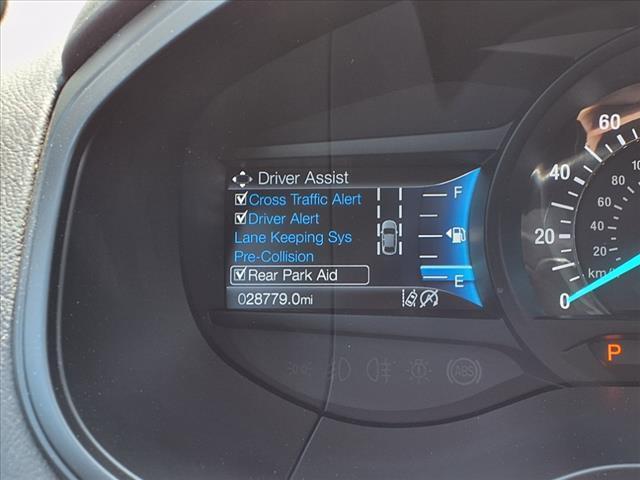 Driver Assist
Cross Traffic Alert
Driver Alert
Lane Keeping Sys
Pre-Collision
Rear Park Aid
028779.0mi
F
E
60
40
20
0
80
60
40
20
km/
P
ABS